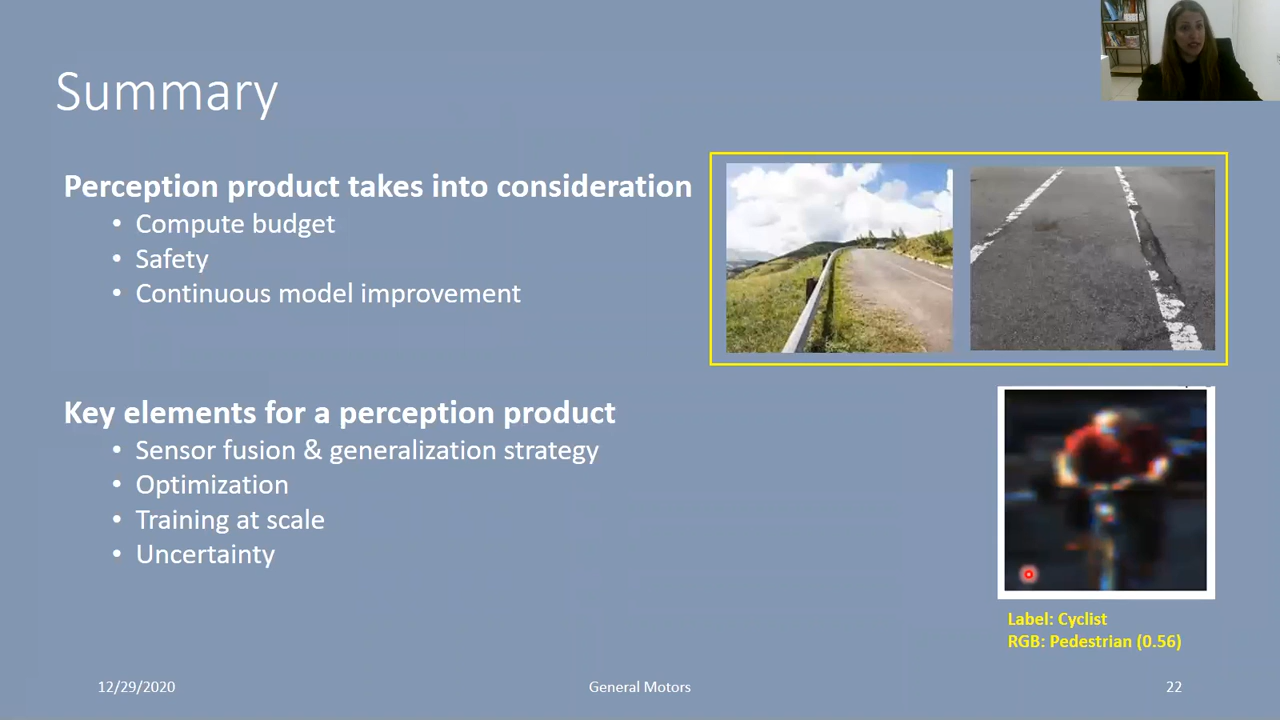 Summary
Perception product takes into consideration
• Compute budget
• Safety
• Continuous model improvement
Key elements for a perception product
• Sensor fusion & generalization strategy
• Optimization
• Training at scale
• Uncertainty
Label: Cyclist
RGB: Pedestrian (0.56)
12/29/2020
General Motors
22